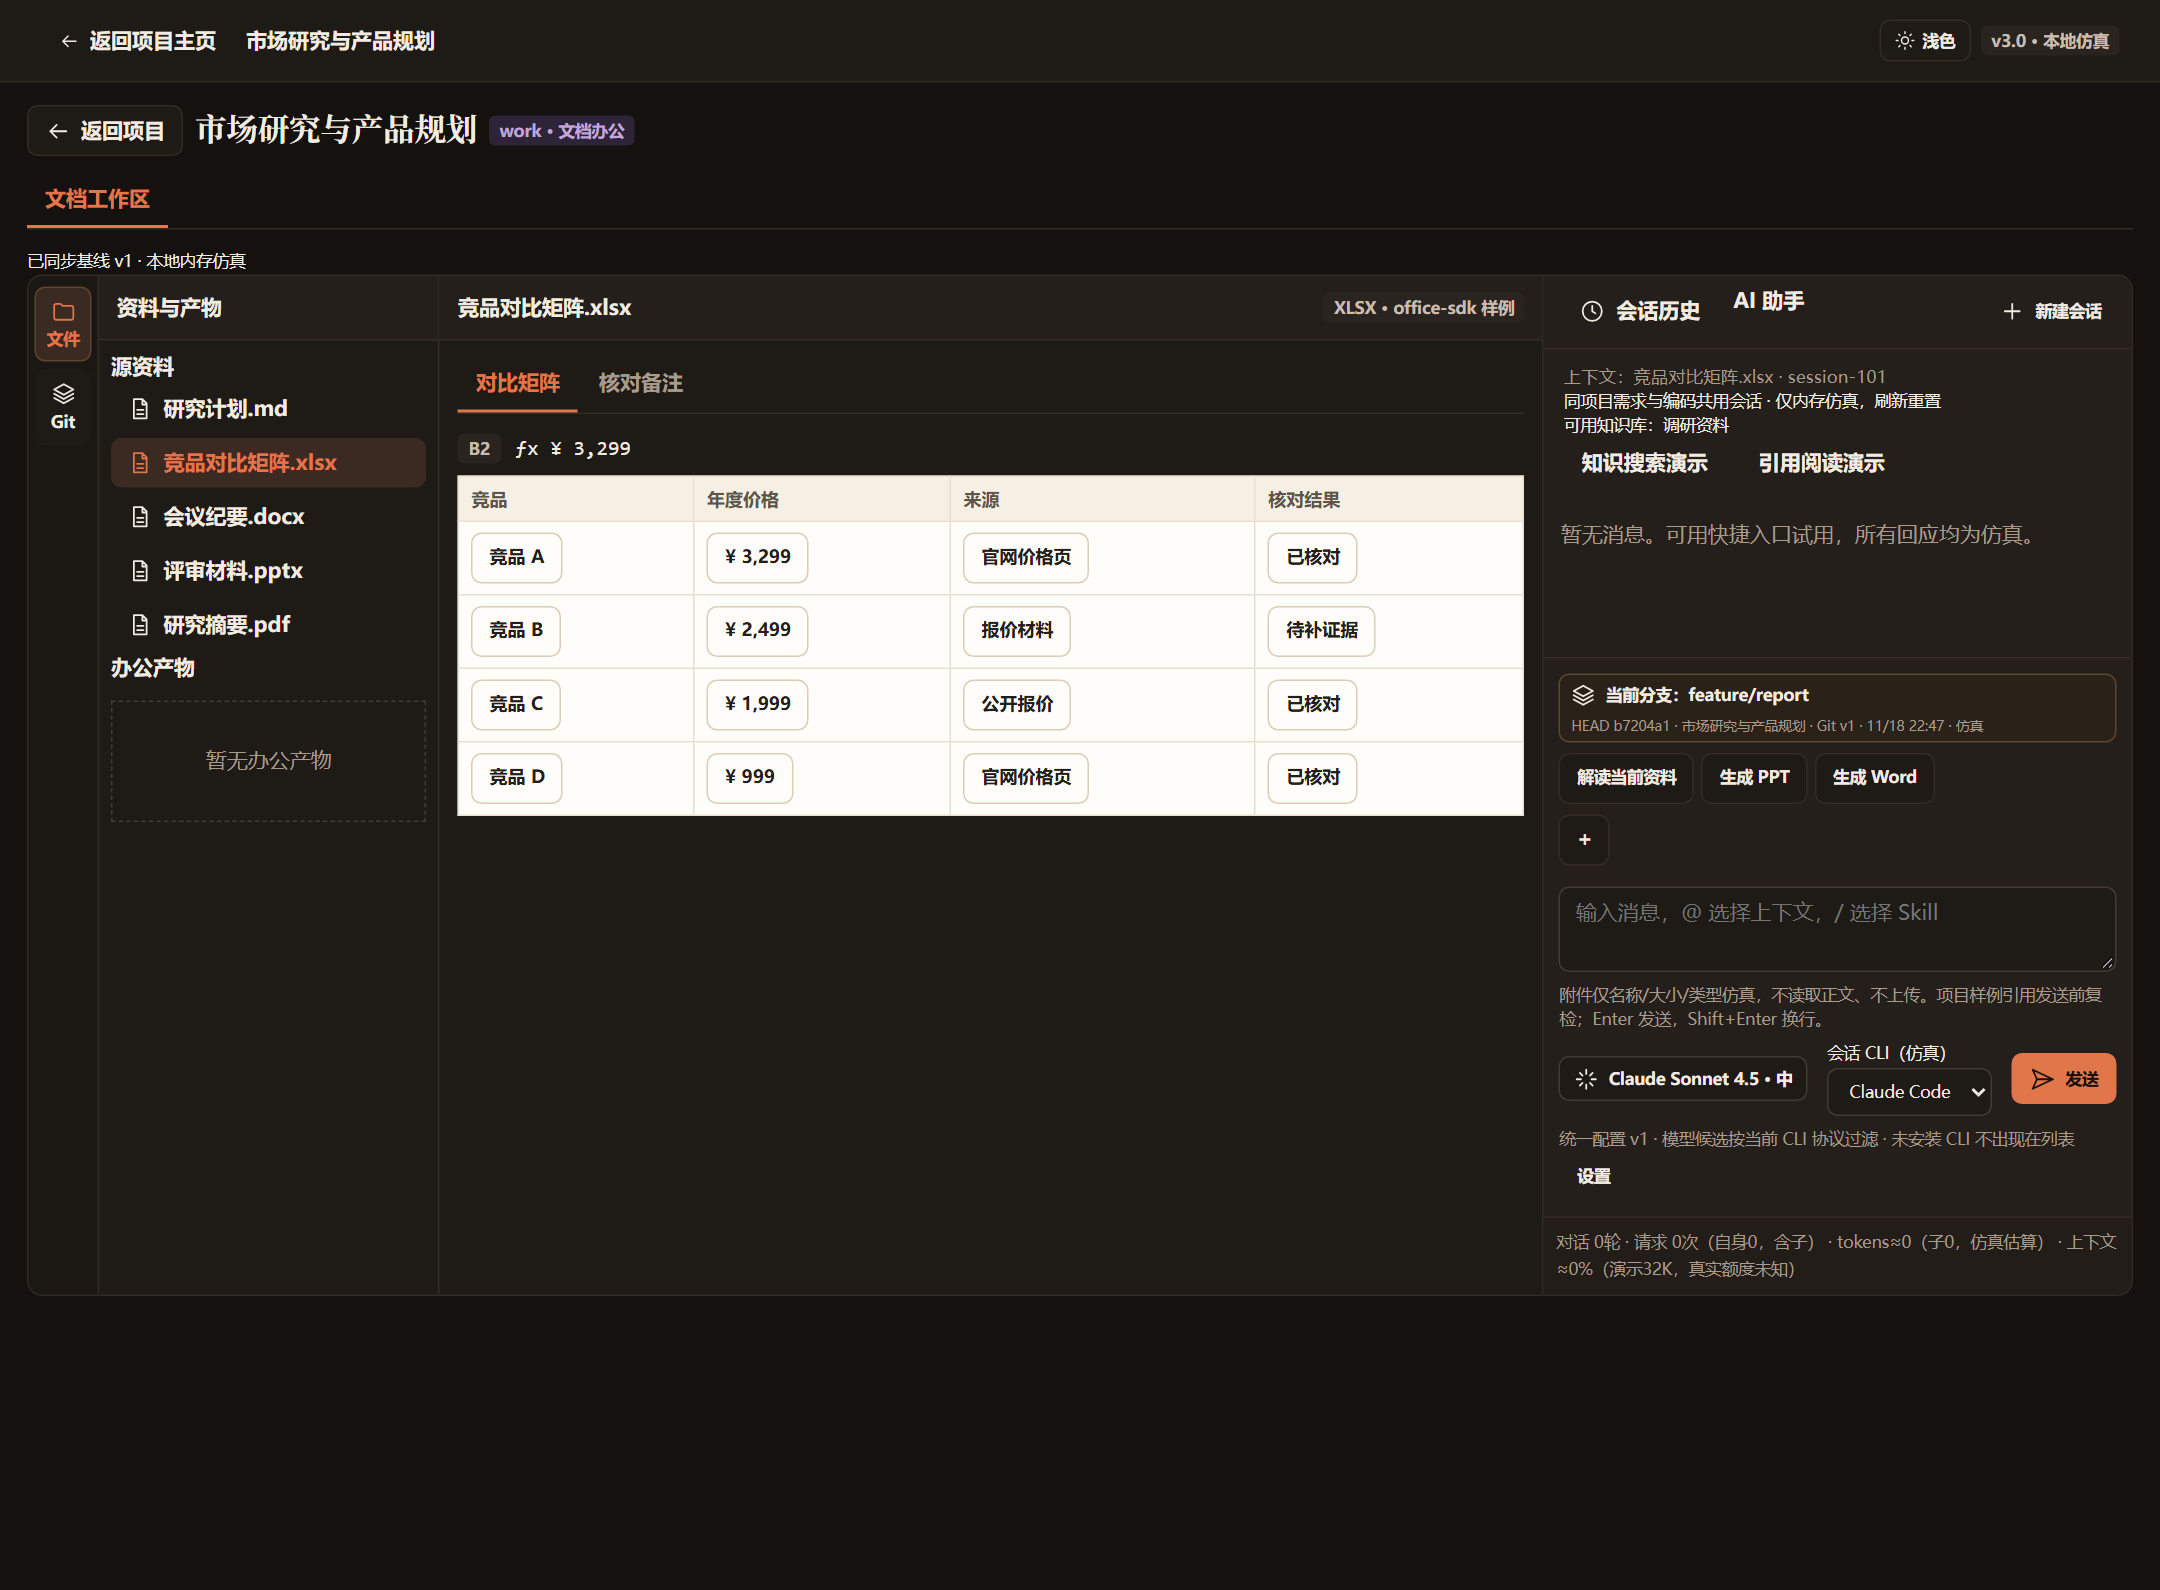 返回项目主页 市场研究与产品规划
浅色 v3.0 • 本地仿真
返回项目 市场研究与产品规划 work • 文档办公
文档工作区
已同步基线 v1 · 本地内存仿真
文件
Git
资料与产物
源资料
研究计划.md
竞品对比矩阵.xlsx
会议纪要.docx
评审材料.pptx
研究摘要.pdf
办公产物
暂无办公产物
竞品对比矩阵.xlsx XLSX • office-sdk 样例
对比矩阵 核对备注
B2 ƒx ¥ 3,299
竞品 年度价格 来源 核对结果
竞品 A ¥ 3,299 官网价格页 已核对
竞品 B ¥ 2,499 报价材料 待补证据
竞品 C ¥ 1,999 公开报价 已核对
竞品 D ¥ 999 官网价格页 已核对
会话历史 AI 助手 新建会话
上下文：竞品对比矩阵.xlsx · session-101
同项目需求与编码共用会话 · 仅内存仿真，刷新重置
可用知识库：调研资料
知识搜索演示 引用阅读演示
暂无消息。可用快捷入口试用，所有回应均为仿真。
当前分支：feature/report
HEAD b7204a1 · 市场研究与产品规划 · Git v1 · 11/18 22:47 · 仿真
解读当前资料 生成 PPT 生成 Word
+
输入消息，@ 选择上下文，/ 选择 Skill
附件仅名称/大小/类型仿真，不读取正文、不上传。项目样例引用发送前复
检；Enter 发送，Shift+Enter 换行。
会话 CLI（仿真）
Claude Sonnet 4.5 • 中 Claude Code 发送
统一配置 v1 · 模型候选按当前 CLI 协议过滤 · 未安装 CLI 不出现在列表
设置
对话 0轮 · 请求 0次（自身0，含子） · tokens≈0（子0，仿真估算） · 上下文
≈0%（演示32K，真实额度未知）